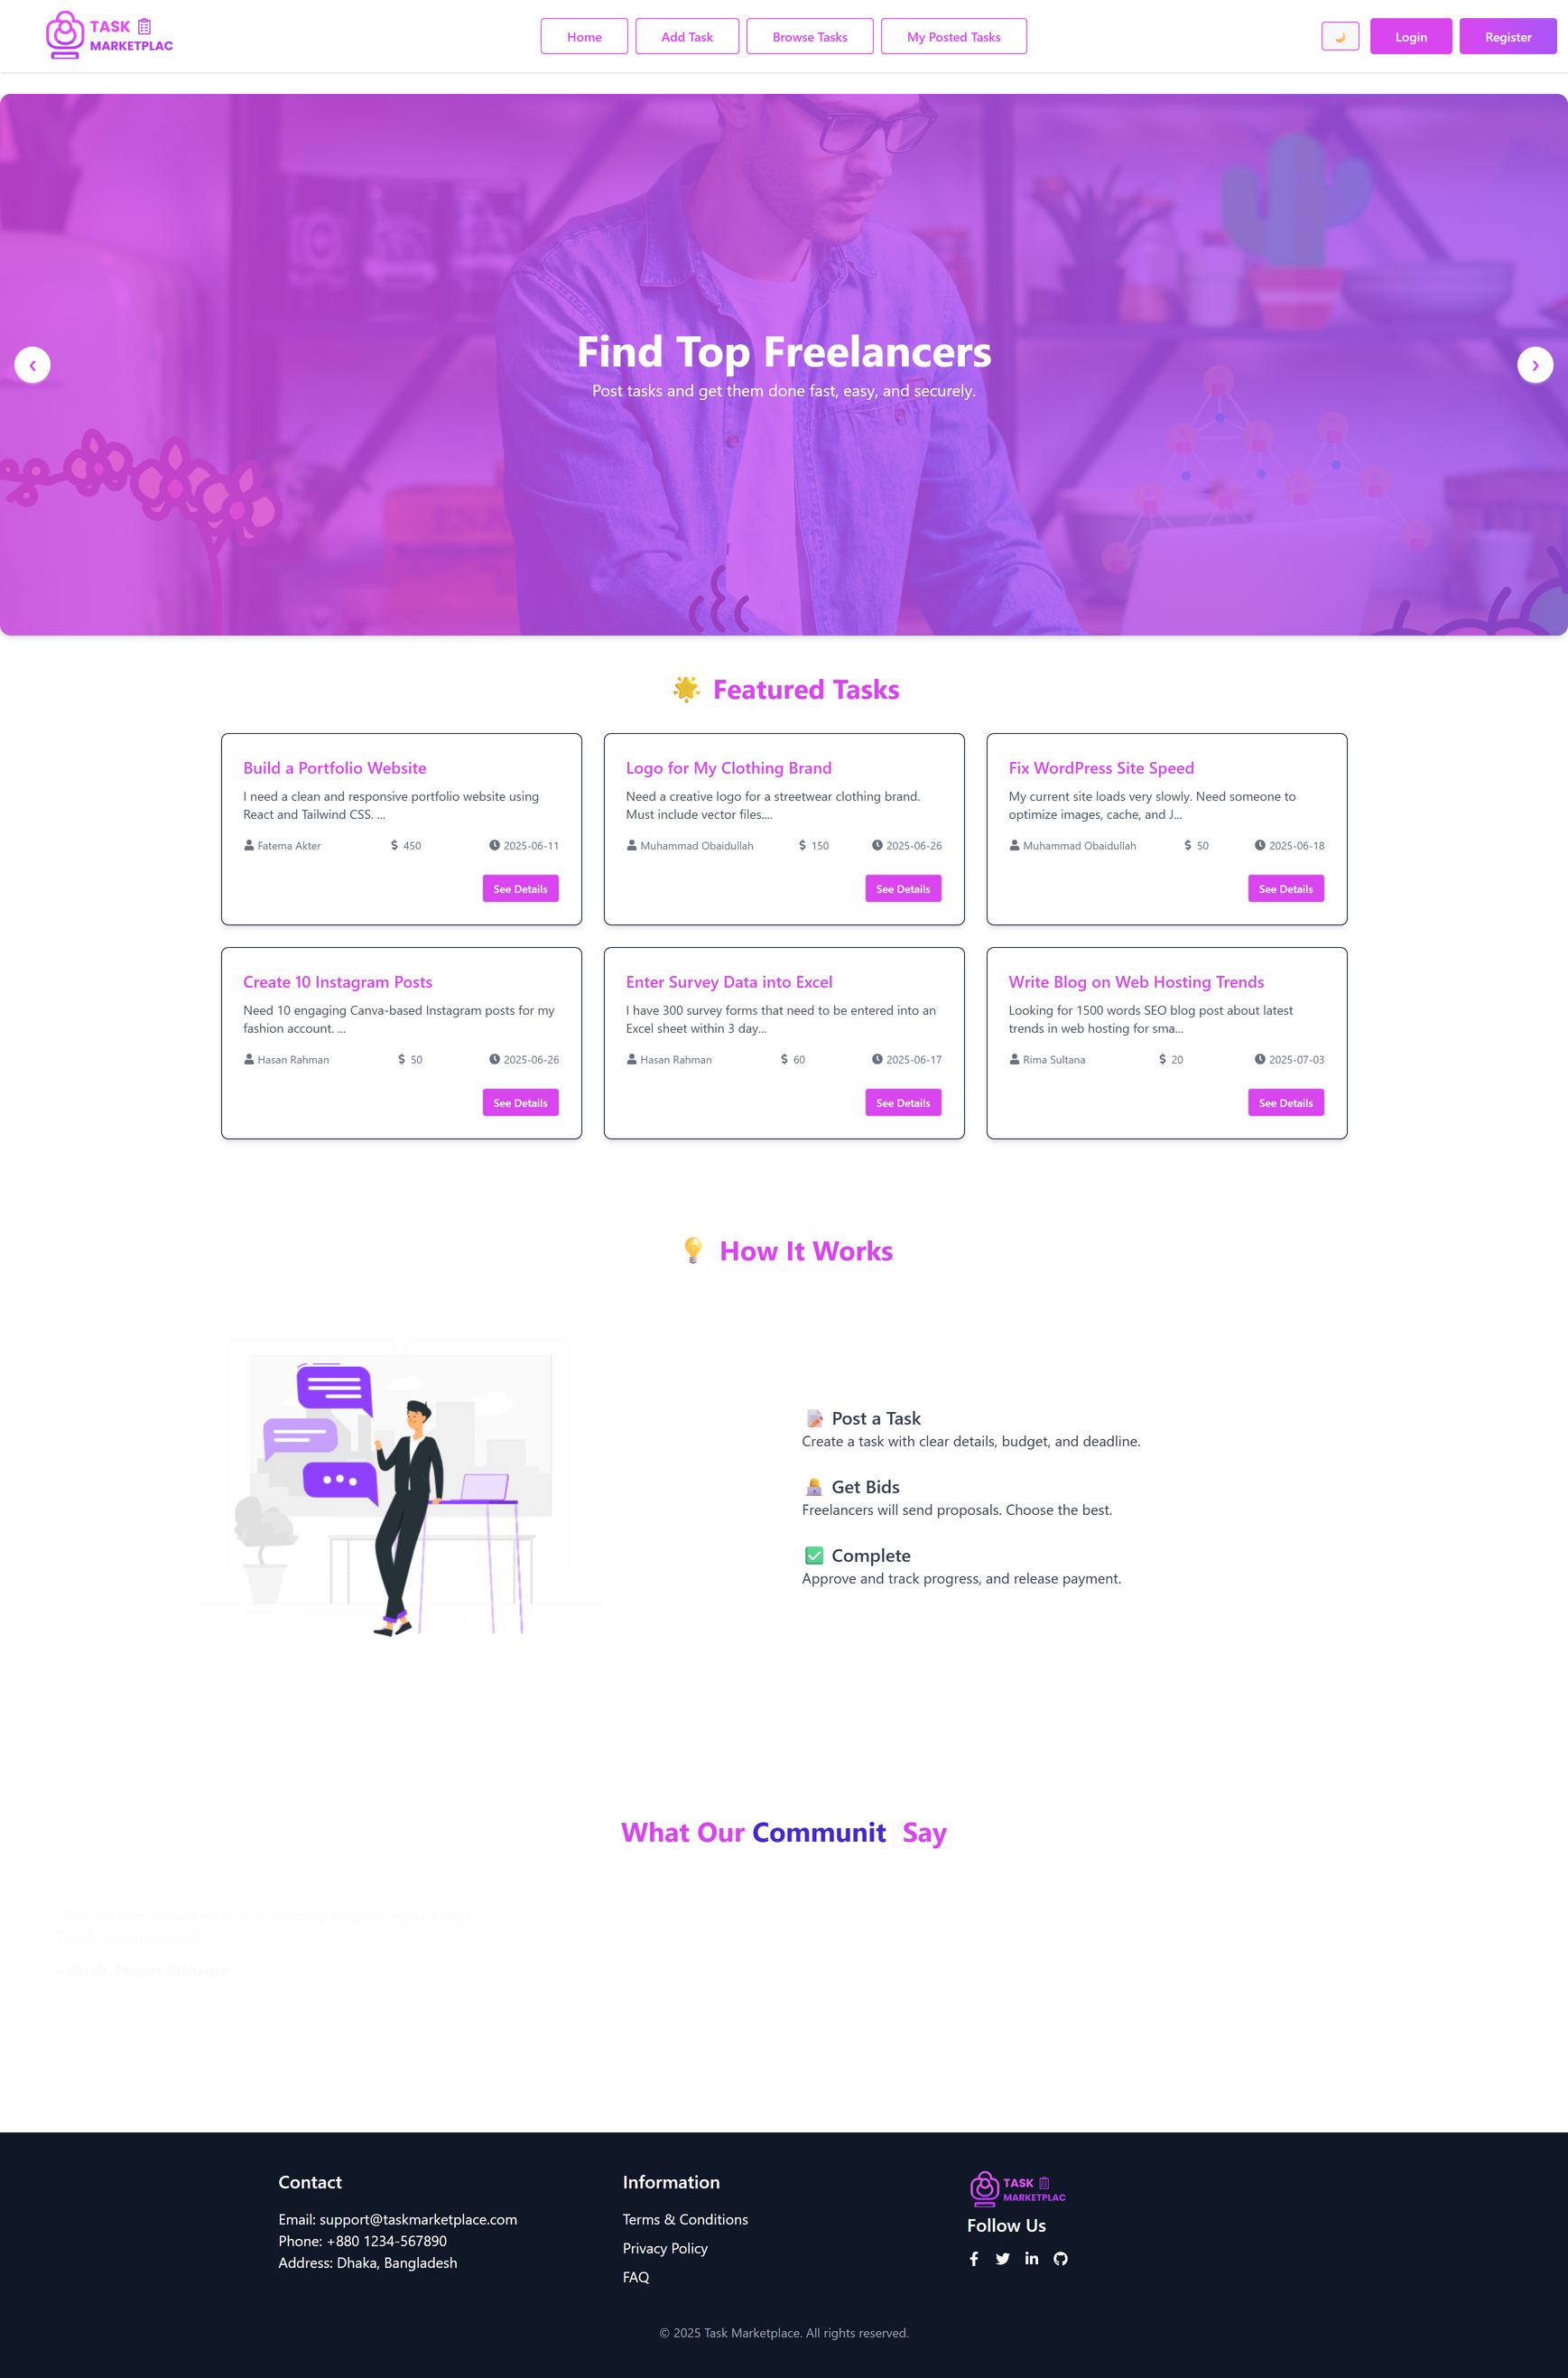 TASK
MARKETPLAC
Home
Add Task
Browse Tasks
My Posted Tasks
Login
Register
Find Top Freelancers
Post tasks and get them done fast, easy, and securely.
Featured Tasks
Build a Portfolio Website
I need a clean and responsive portfolio website using
React and Tailwind CSS. ...
Fatema Akter
$ 450
2025-06-11
See Details
Logo for My Clothing Brand
Need a creative logo for a streetwear clothing brand.
Must include vector files....
Muhammad Obaidullah
$ 150
2025-06-26
See Details
Fix WordPress Site Speed
My current site loads very slowly. Need someone to
optimize images, cache, and J...
Muhammad Obaidullah
$ 50
2025-06-18
See Details
Create 10 Instagram Posts
Need 10 engaging Canva-based Instagram posts for my
fashion account. ...
Hasan Rahman
$ 50
2025-06-26
See Details
Enter Survey Data into Excel
I have 300 survey forms that need to be entered into an
Excel sheet within 3 day...
Hasan Rahman
$ 60
2025-06-17
See Details
Write Blog on Web Hosting Trends
Looking for 1500 words SEO blog post about latest
trends in web hosting for sma...
Rima Sultana
$ 20
2025-07-03
See Details
How It Works
Post a Task
Create a task with clear details, budget, and deadline.
Get Bids
Freelancers will send proposals. Choose the best.
Complete
Approve and track progress, and release payment.
What Our Communit Say
– Sarah, Project Manager
Contact
Email: support@taskmarketplace.com
Phone: +880 1234-567890
Address: Dhaka, Bangladesh
Information
Terms & Conditions
Privacy Policy
FAQ
TASK
MARKETPLAC
Follow Us
© 2025 Task Marketplace. All rights reserved.